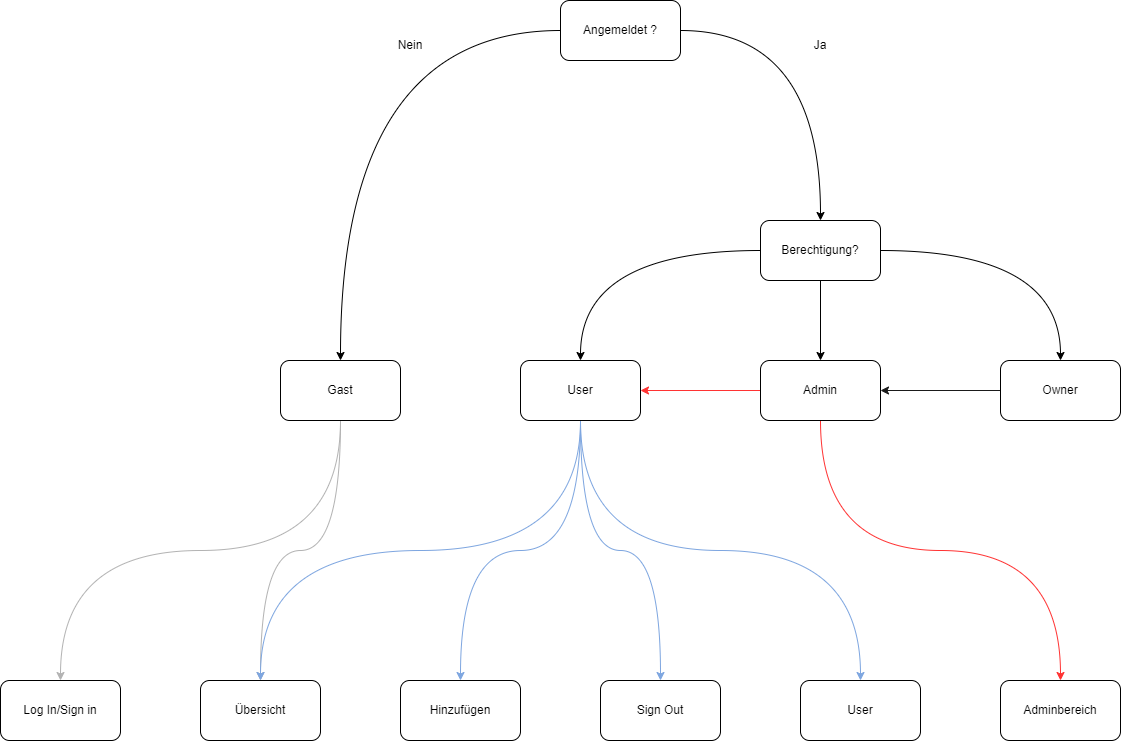 Angemeldet ?
Nein
Ja
Berechtigung?
Gast
User
Admin
Owner
Log In/Sign in
Übersicht
Hinzufügen
Sign Out
User
Adminbereich